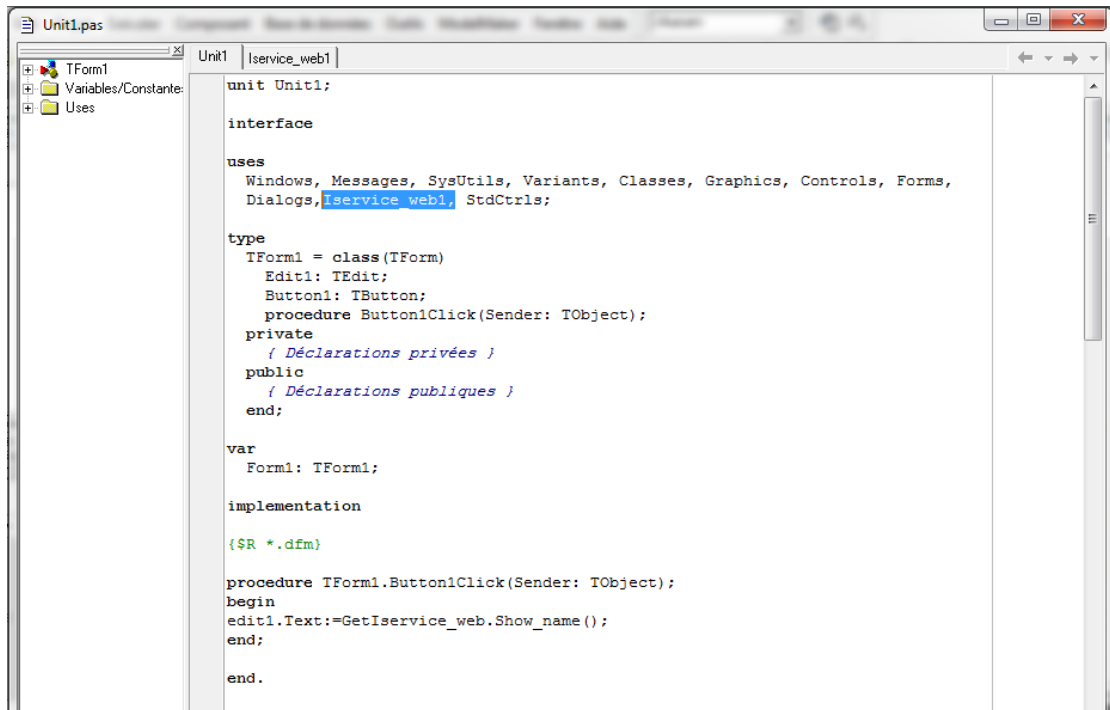 Unit1.pas
TForm1
Variables/Constante
Uses
Unit1
Iservice_web1
unit Unit1;
interface
uses
Windows, Messages, SysUtils, Variants, Classes, Graphics, Controls, Forms,
Dialogs,Iservice_web1, StdCtrls;
type
TForm1 = class(TForm)
Edit1: TEdit;
Button1: TButton;
procedure Button1Click(Sender: TObject);
private
{ Déclarations privées }
public
{ Déclarations publiques }
end;
var
Form1: TForm1;
implementation
{$R *.dfm}
procedure TForm1.Button1Click(Sender: TObject);
begin
edit1.Text:=GetIservice_web.Show_name();
end;
end.